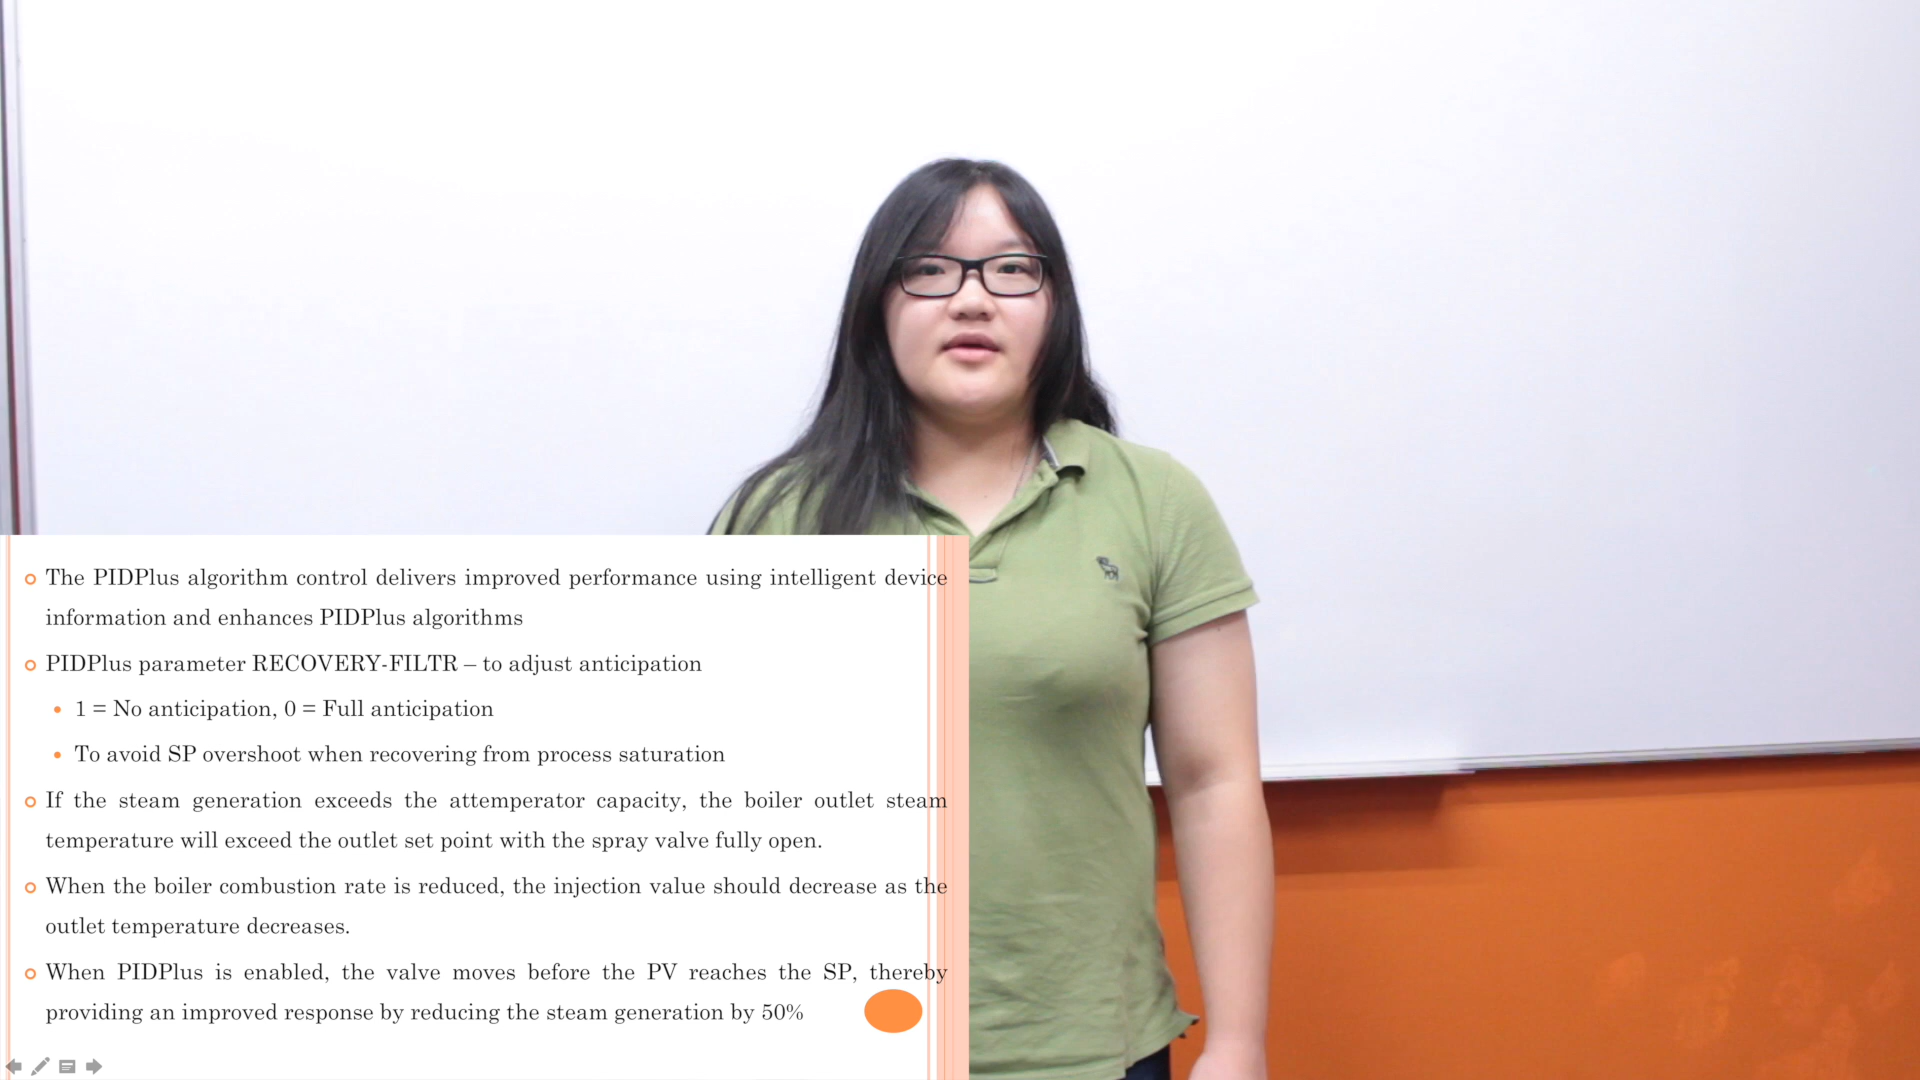 The PIDPlus algorithm control delivers improved performance using intelligent device
information and enhances PIDPlus algorithms
PIDPlus parameter RECOVERY-FILTR – to adjust anticipation
1 = No anticipation, 0 = Full anticipation
To avoid SP overshoot when recovering from process saturation
If the steam generation exceeds the attemperator capacity, the boiler outlet steam
temperature will exceed the outlet set point with the spray valve fully open.
When the boiler combustion rate is reduced, the injection value should decrease as the
outlet temperature decreases.
When PIDPlus is enabled, the valve moves before the PV reaches the SP, thereby
providing an improved response by reducing the steam generation by 50%